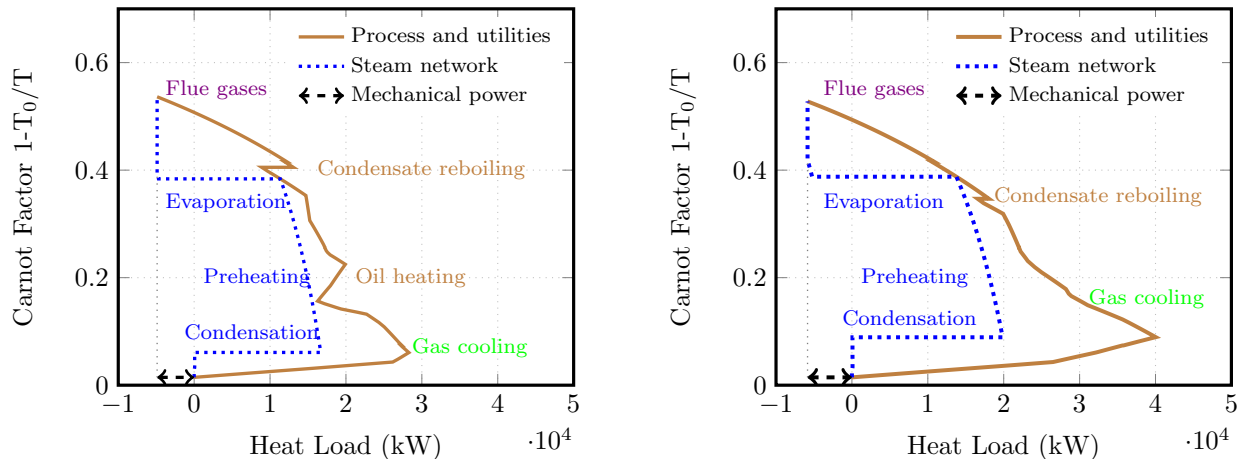 Carnot Factor 1-T₀/T
0.6
0.4
0.2
0
Process and utilities
Steam network
Mechanical power
Flue gases
Condensate reboiling
Evaporation
Preheating
Oil heating
Condensation
Gas cooling
−1 0 1 2 3 4 5
·10⁴
Heat Load (kW)
Carnot Factor 1-T₀/T
0.6
0.4
0.2
0
Process and utilities
Steam network
Mechanical power
Flue gases
Condensate reboiling
Evaporation
Preheating
Gas cooling
Condensation
−1 0 1 2 3 4 5
·10⁴
Heat Load (kW)